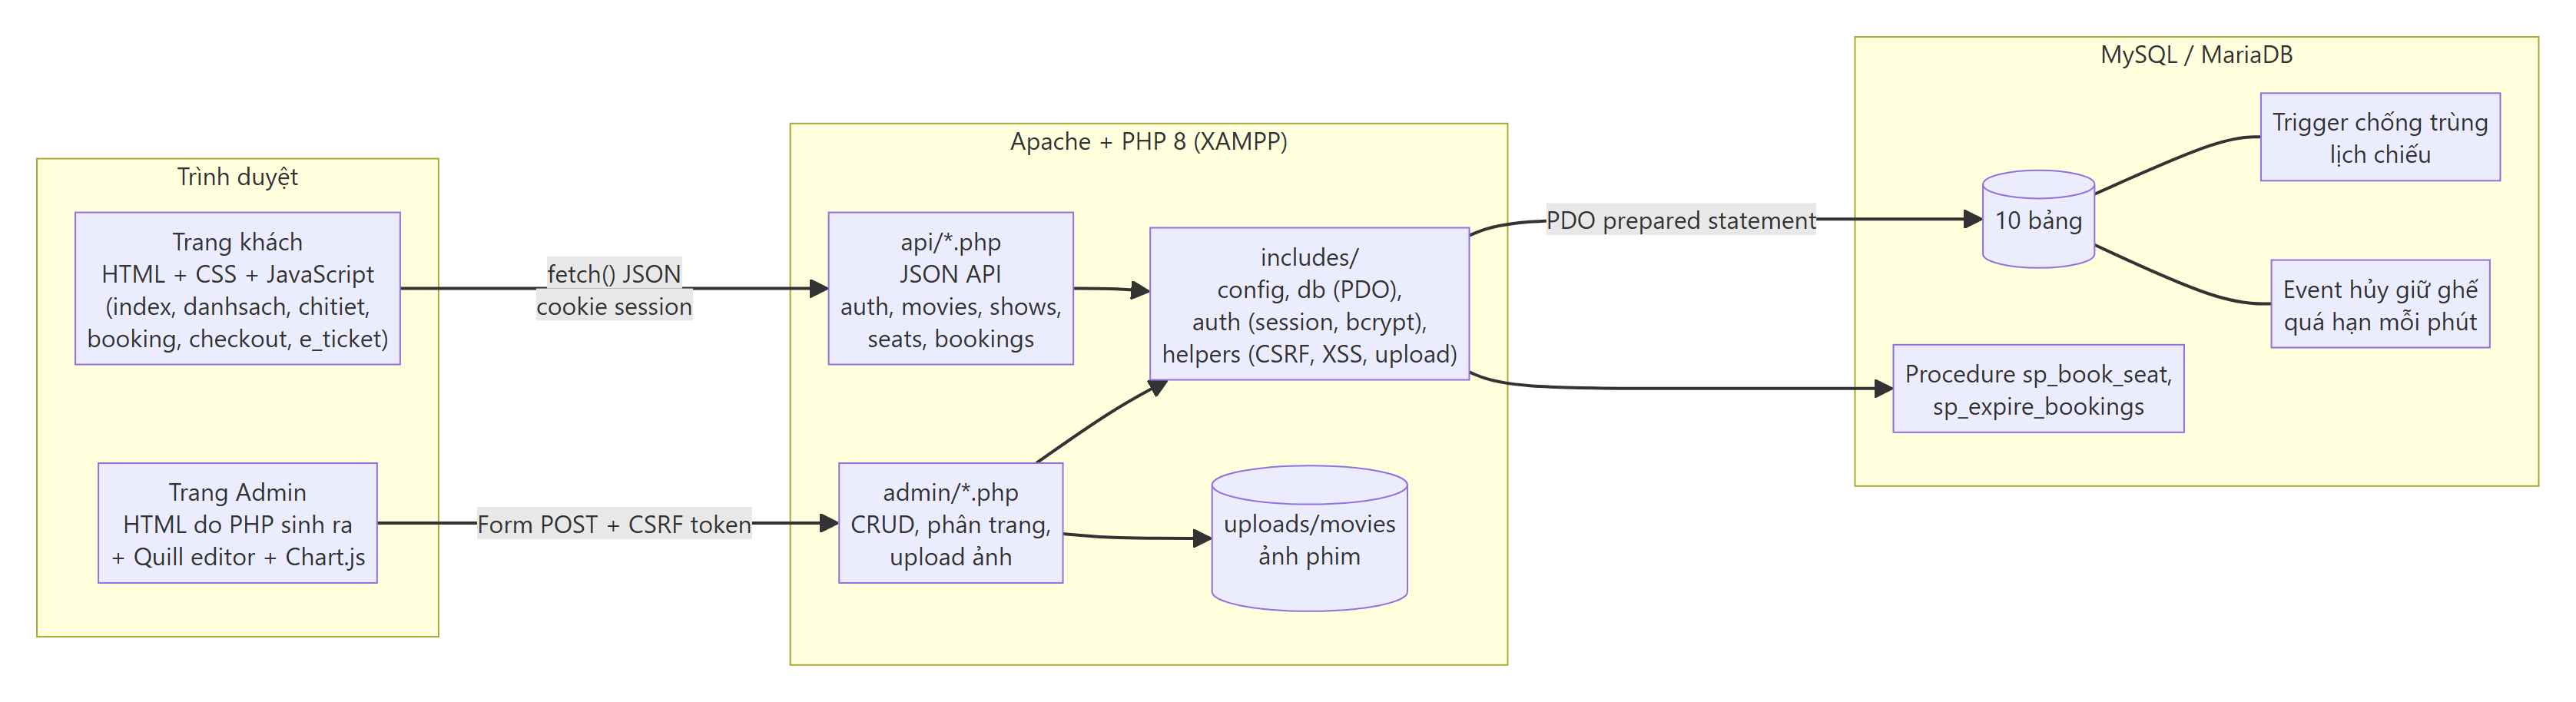 Trình duyệt
Trang khách
HTML + CSS + JavaScript
(index, danhsach, chitiet,
booking, checkout, e_ticket)
Trang Admin
HTML do PHP sinh ra
+ Quill editor + Chart.js
fetch() JSON
cookie session
Form POST + CSRF token
Apache + PHP 8 (XAMPP)
api/*.php
JSON API
auth, movies, shows,
seats, bookings
includes/
config, db (PDO),
auth (session, bcrypt),
helpers (CSRF, XSS, upload)
admin/*.php
CRUD, phân trang,
upload ảnh
uploads/movies
ảnh phim
PDO prepared statement
MySQL / MariaDB
10 bảng
Trigger chống trùng
lịch chiếu
Event hủy giữ ghế
quá hạn mỗi phút
Procedure sp_book_seat,
sp_expire_bookings